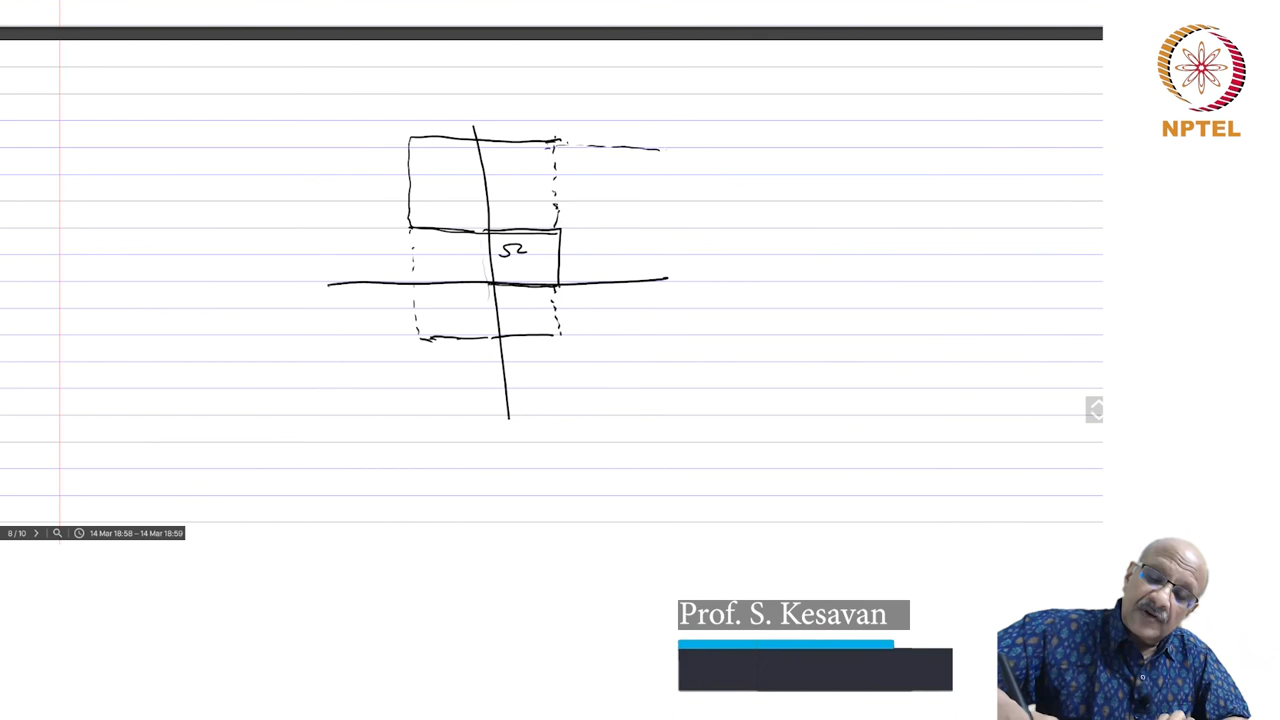 NPTEL
Ω
8 / 10
14 Mar 18:58 – 14 Mar 18:59
Prof. S. Kesavan